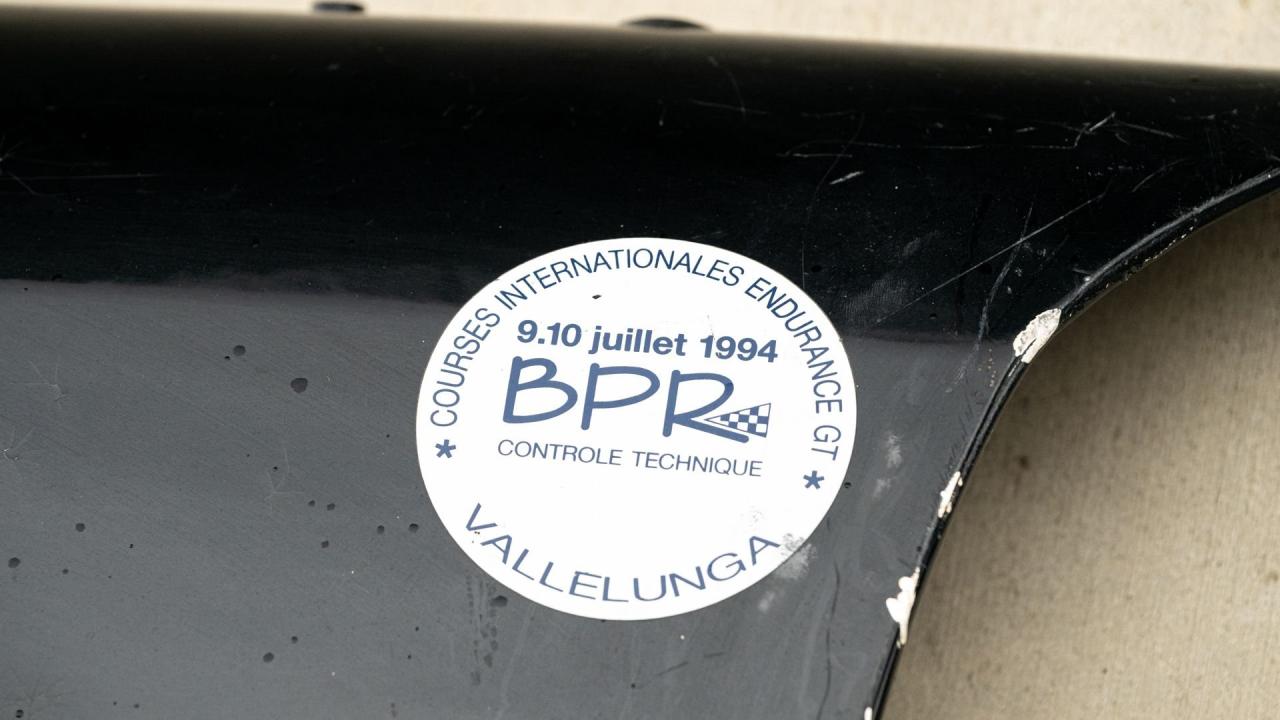 * COURSES INTERNATIONALES ENDURANCE GT *
9.10 juillet 1994
BPR
CONTROLE TECHNIQUE
VALLELUNGA